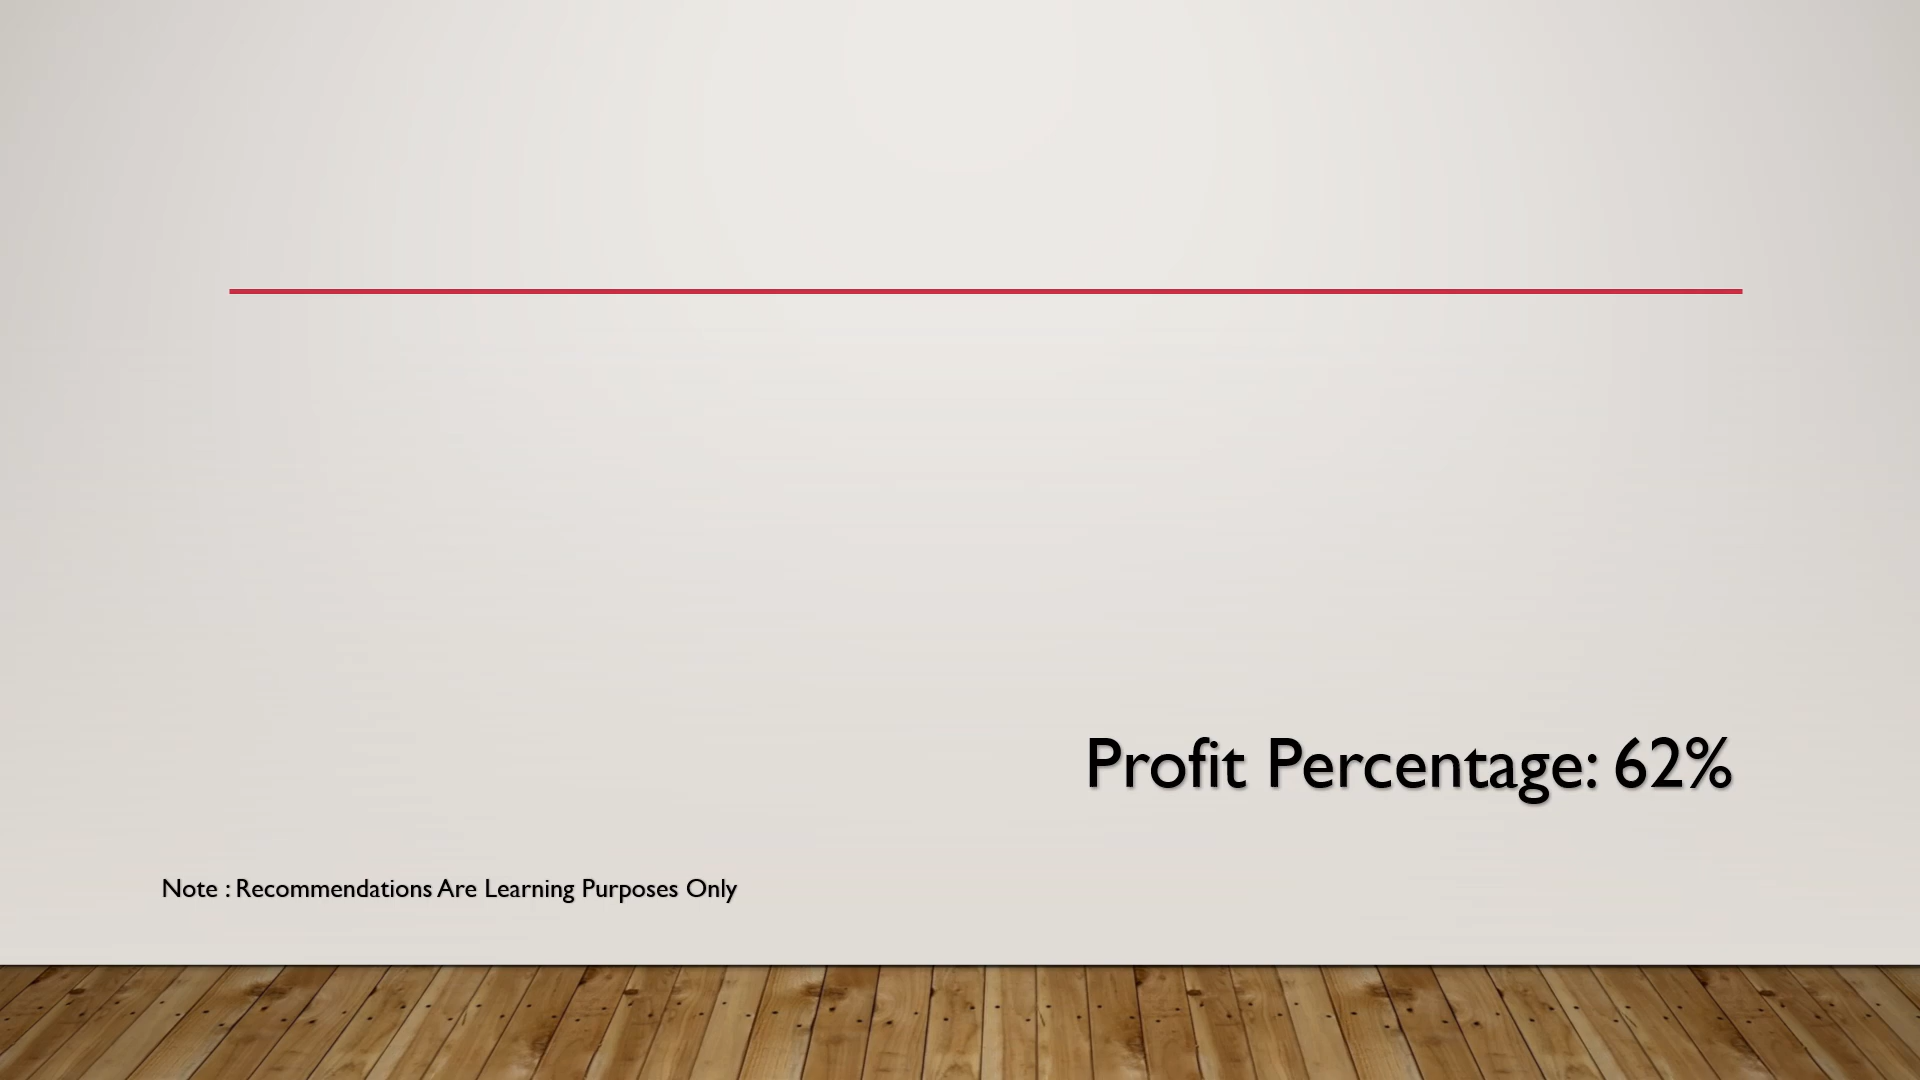 Profit Percentage: 62%
Note : Recommendations Are Learning Purposes Only